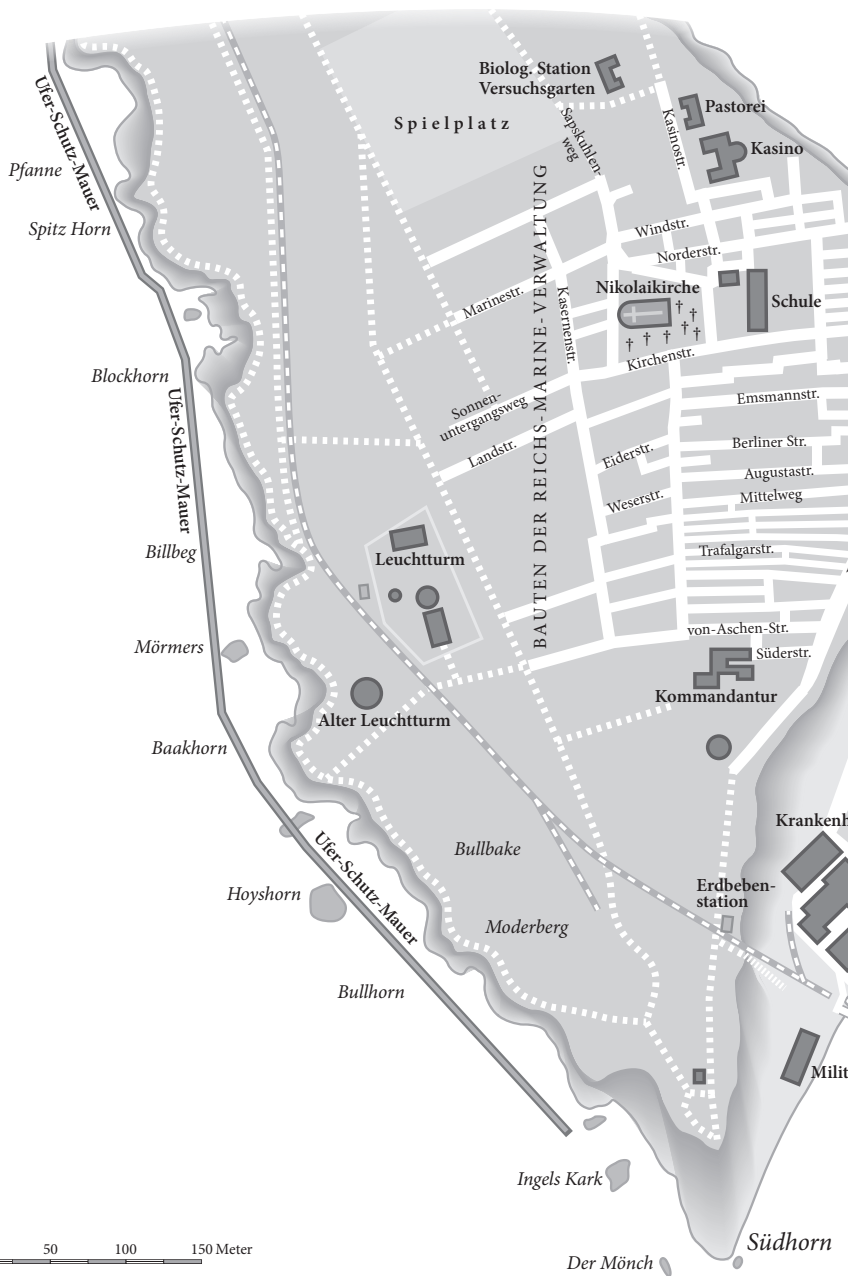 Biolog. Station
Versuchsgarten
Pastorei
Spielplatz
Sapskuhlen-
weg
Kasinostr.
Kasino
Ufer-Schutz-Mauer
Pfanne
Spitz Horn
Windstr.
Norderstr.
Nikolaikirche
Schule
Marinestr.
Kasernenstr.
BAUTEN DER REICHS-MARINE-VERWALTUNG
Kirchenstr.
Blockhorn
Ufer-Schutz-Mauer
Sonnen-
untergangsweg
Emsmannstr.
Landstr.
Eiderstr.
Berliner Str.
Augustastr.
Weserstr.
Mittelweg
Billbeg
Leuchtturm
Trafalgarstr.
Mörmers
von-Aschen-Str.
Süderstr.
Kommandantur
Alter Leuchtturm
Baakhorn
Bullbake
Krankenh
Ufer-Schutz-Mauer
Hoyshorn
Erdbeben-
station
Moderberg
Bullhorn
Milit
Ingels Kark
Südhorn
50 100 150 Meter
Der Mönch